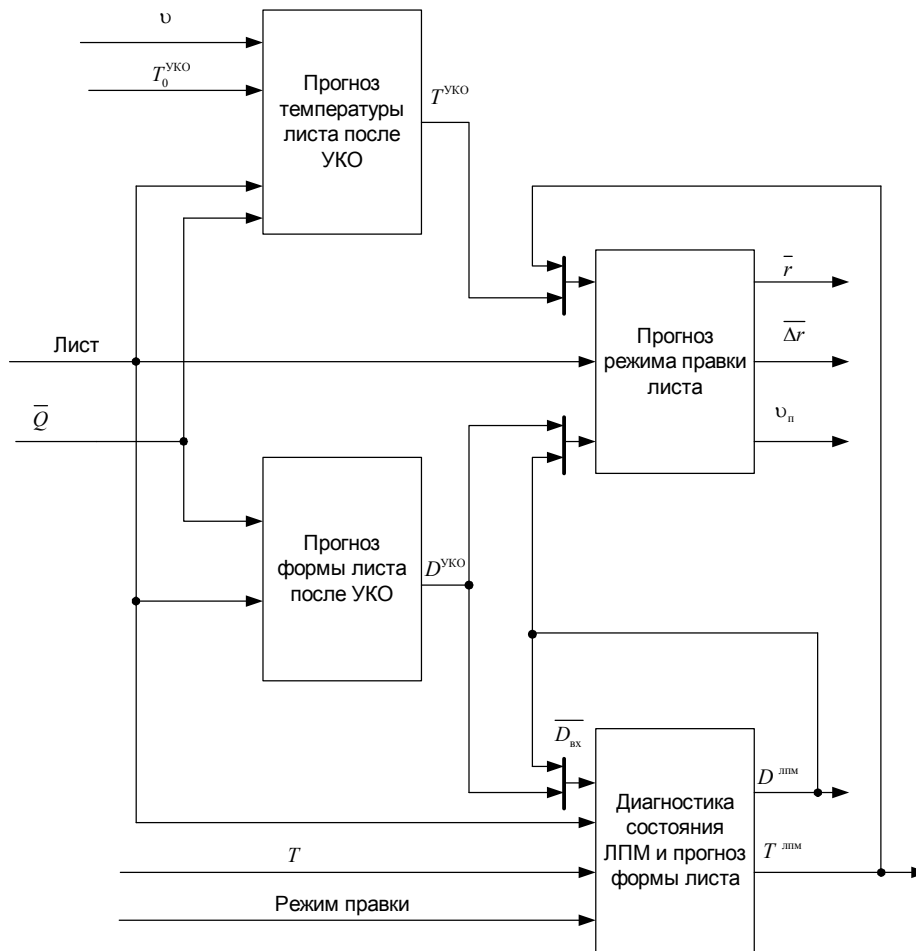 υ
T₀^УКО
Прогноз
температуры
листа после
УКО
T^УКО
r̅
Лист
Прогноз
режима правки
листа
Δr̅
Q̅
υ_п
Прогноз
формы листа
после УКО
D^УКО
D_вх
Диагностика
состояния
ЛПМ и прогноз
формы листа
D^лпм
T^лпм
T
Режим правки